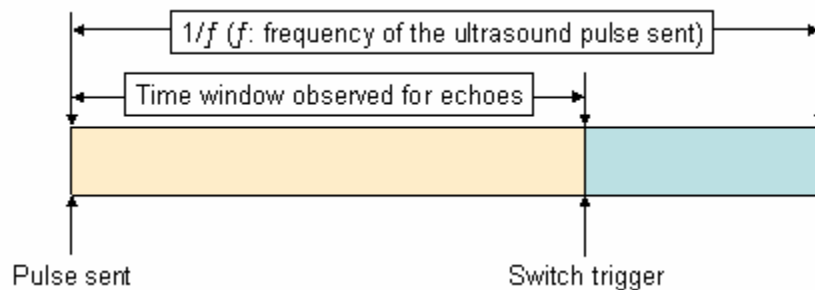 1/f (f: frequency of the ultrasound pulse sent)
Time window observed for echoes
Pulse sent
Switch trigger